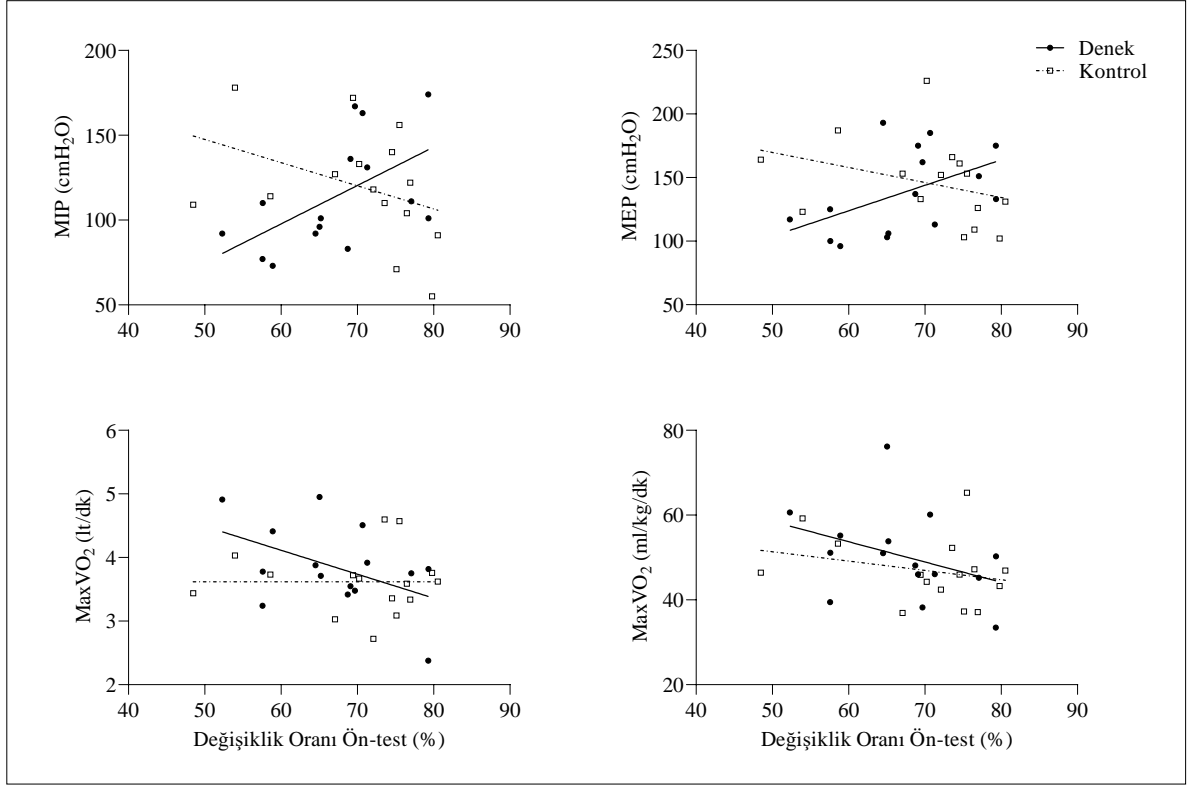 200
150
100
50
MIP (cmH₂O)
40 50 60 70 80 90
250
200
150
100
50
MEP (cmH₂O)
40 50 60 70 80 90
Denek
Kontrol
6
5
4
3
2
MaxVO₂ (lt/dk)
40 50 60 70 80 90
Değişiklik Oranı Ön-test (%)
80
60
40
20
MaxVO₂ (ml/kg/dk)
40 50 60 70 80 90
Değişiklik Oranı Ön-test (%)